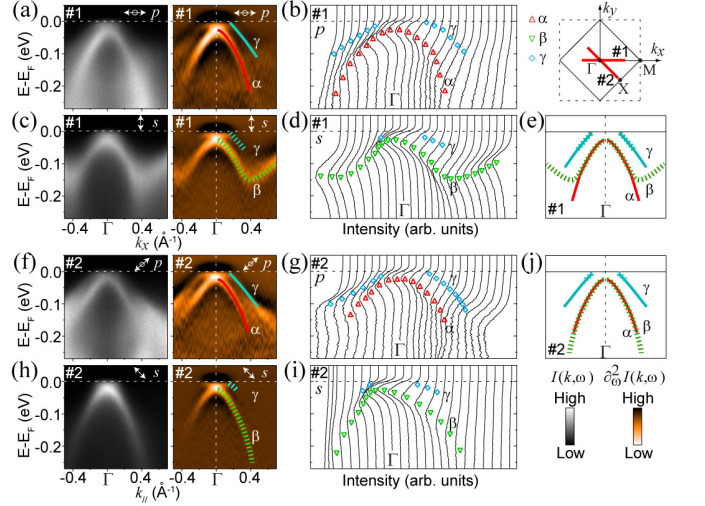 (a) #1 p p (b) #1 α β γ
p
E-E_F (eV) 0.0 -0.1 -0.2 γ α γ α Γ
k_y k_x #1 Γ M #2 X
(c) #1 s s (d) #1 (e)
s
E-E_F (eV) 0.0 -0.1 -0.2 γ β γ β Γ γ α β #1 Γ
-0.4 Γ 0.4 -0.4 Γ 0.4
k_X (Å⁻¹) Intensity (arb. units)
(f) #2 p #2 p (g) #2 (j)
p
E-E_F (eV) 0.0 -0.1 -0.2 γ α γ α Γ γ α β #2 Γ
(h) #2 s #2 s (i) #2
s
E-E_F (eV) 0.0 -0.1 -0.2 γ β γ β Γ
-0.4 Γ 0.4 -0.4 Γ 0.4
k_// (Å⁻¹) Intensity (arb. units)
I(k,ω) ∂²_ω I(k,ω)
High High
Low Low